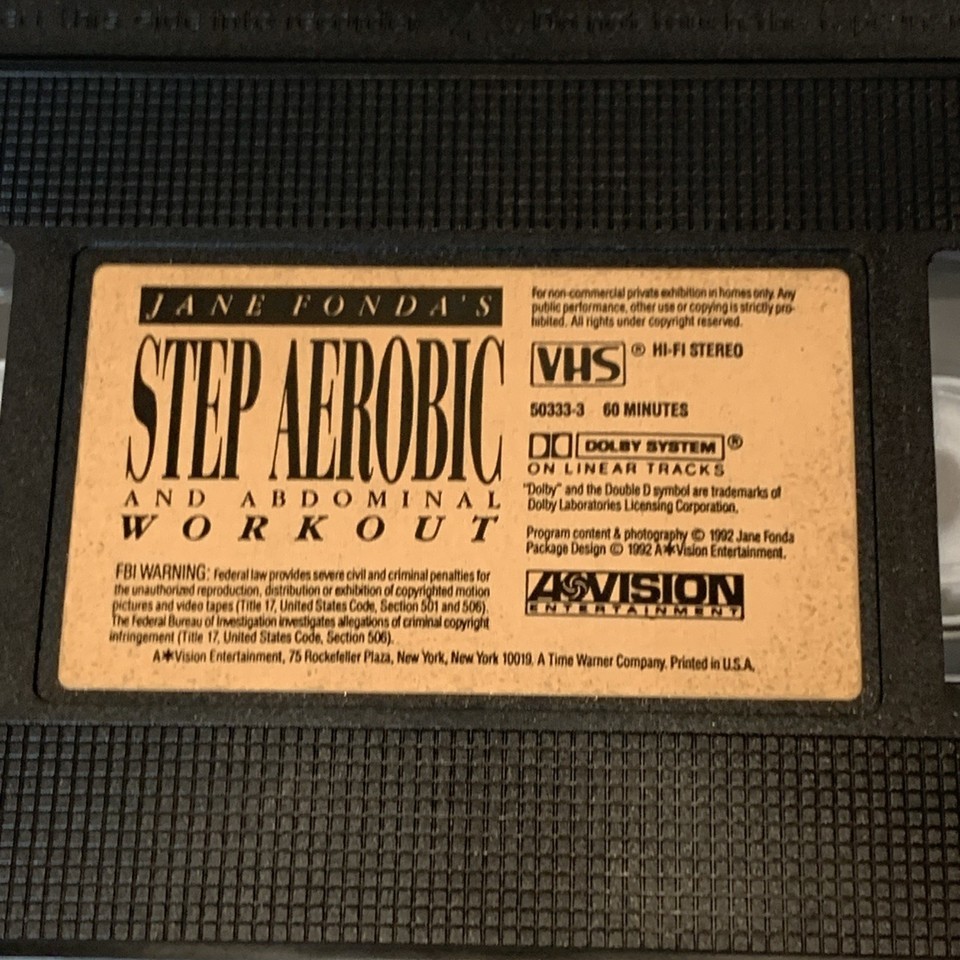 this side into recorder
JANE FONDA'S
STEP AEROBIC
AND ABDOMINAL
WORKOUT
FBI WARNING: Federal law provides severe civil and criminal penalties for
the unauthorized reproduction, distribution or exhibition of copyrighted motion
pictures and video tapes (Title 17, United States Code, Section 501 and 506).
The Federal Bureau of Investigation investigates allegations of criminal copyright
infringement (Title 17, United States Code, Section 506).
For non-commercial private exhibition in homes only. Any
public performance, other use or copying is strictly pro-
hibited. All rights under copyright reserved.
VHS ® HI-FI STEREO
50333-3 60 MINUTES
DOLBY SYSTEM ®
ON LINEAR TRACKS
"Dolby" and the Double D symbol are trademarks of
Dolby Laboratories Licensing Corporation.
Program content & photography © 1992 Jane Fonda
Package Design © 1992 A✱Vision Entertainment.
A✱VISION
ENTERTAINMENT
A✱Vision Entertainment, 75 Rockefeller Plaza, New York, New York 10019. A Time Warner Company. Printed in U.S.A.